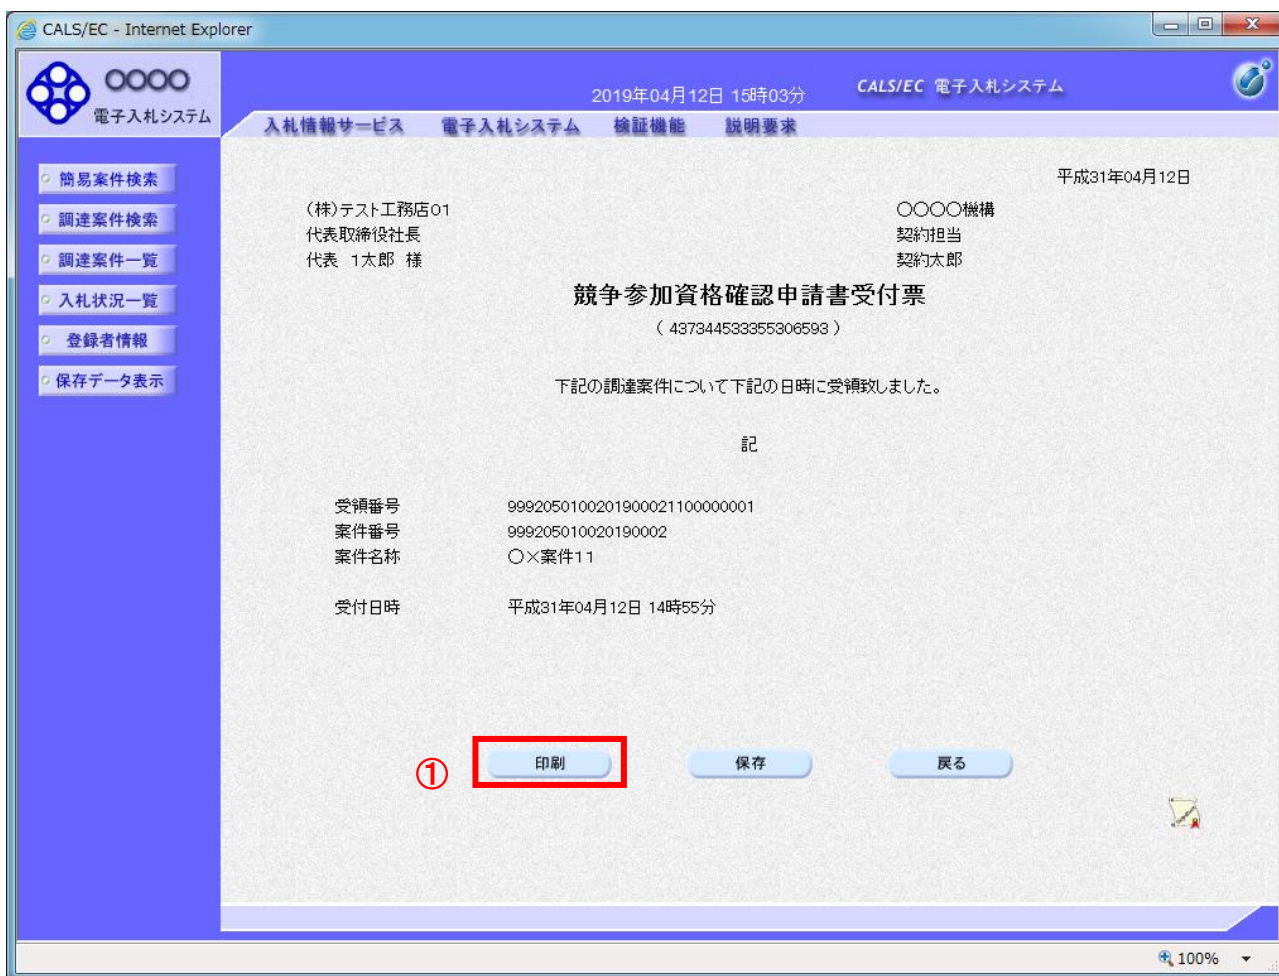 CALS/EC - Internet Explorer
○○○○
電子入札システム
2019年04月12日 15時03分
CALS/EC 電子入札システム
入札情報サービス 電子入札システム 検証機能 説明要求
簡易案件検索
調達案件検索
調達案件一覧
入札状況一覧
登録者情報
保存データ表示
平成31年04月12日
(株)テスト工務店01
代表取締役社長
代表 1太郎 様
○○○○機構
契約担当
契約太郎
競争参加資格確認申請書受付票
( 437344533355306593 )
下記の調達案件について下記の日時に受領致しました。
記
受領番号 9992050100201900021100000001
案件番号 999205010020190002
案件名称 ○×案件11
受付日時 平成31年04月12日 14時55分
①
印刷 保存 戻る
100%